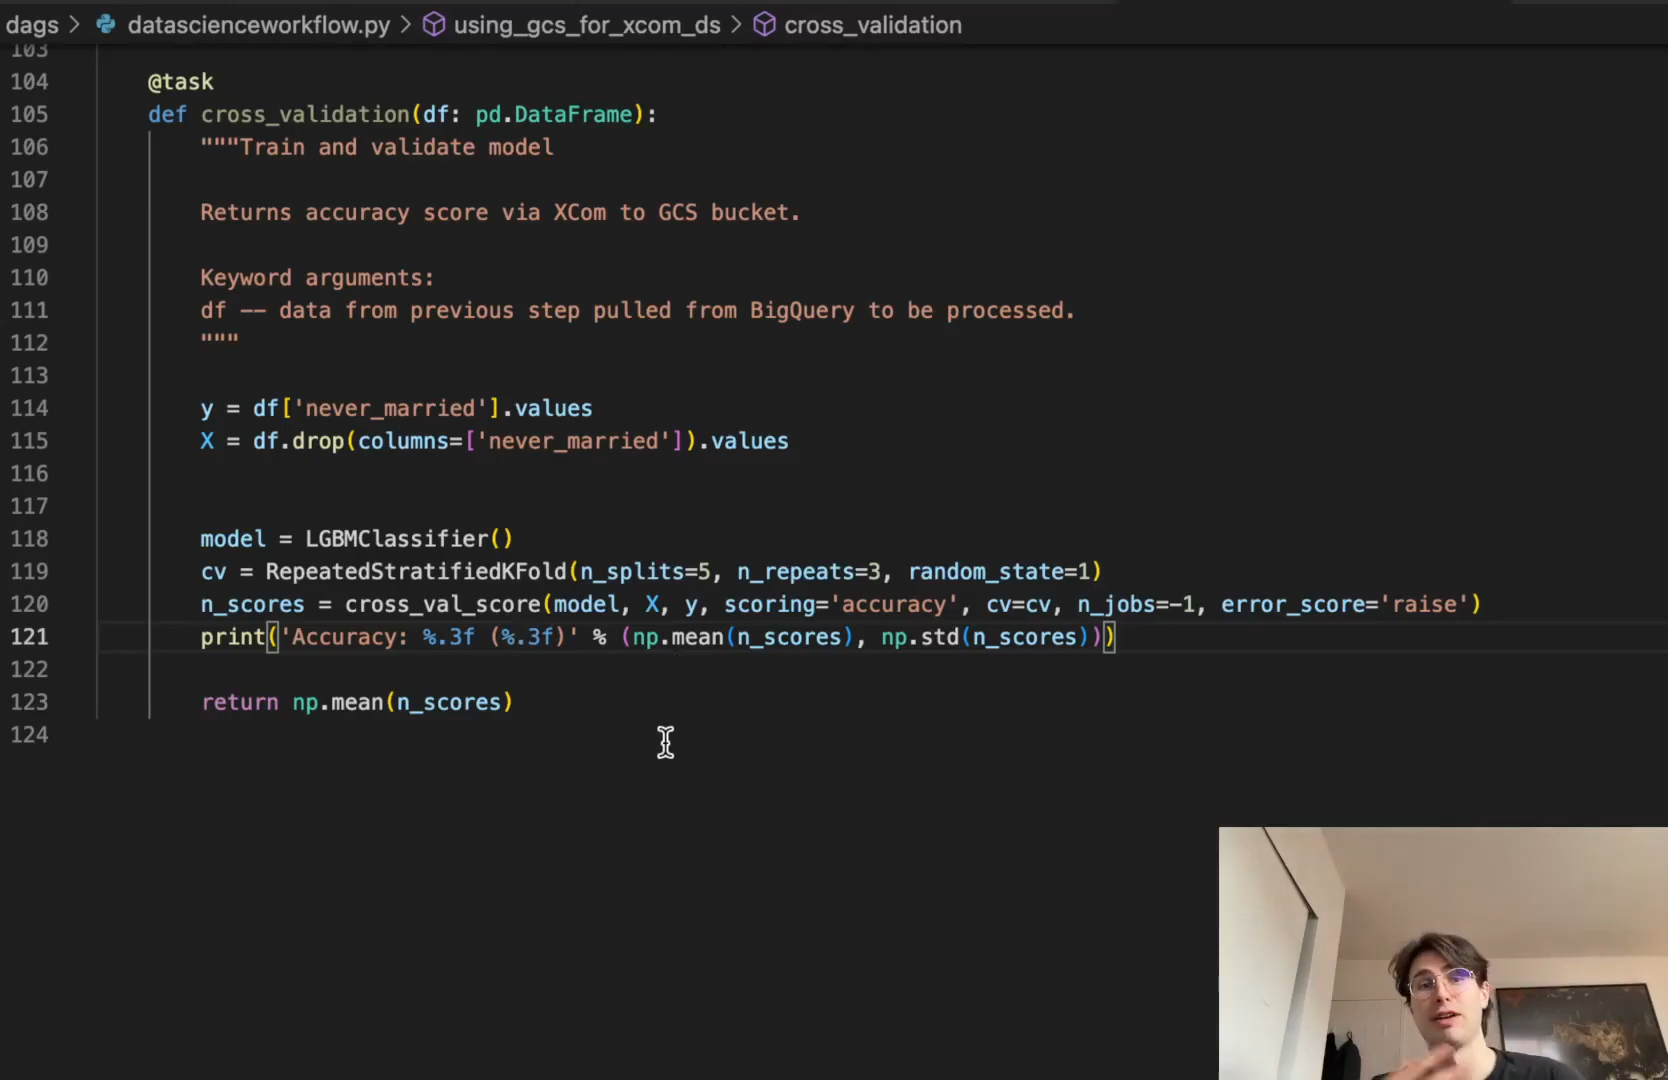 dags > datascienceworkflow.py > using_gcs_for_xcom_ds > cross_validation
103
104 @task
105 def cross_validation(df: pd.DataFrame):
106 """Train and validate model
107
108 Returns accuracy score via XCom to GCS bucket.
109
110 Keyword arguments:
111 df -- data from previous step pulled from BigQuery to be processed.
112 """
113
114 y = df['never_married'].values
115 X = df.drop(columns=['never_married']).values
116
117
118 model = LGBMClassifier()
119 cv = RepeatedStratifiedKFold(n_splits=5, n_repeats=3, random_state=1)
120 n_scores = cross_val_score(model, X, y, scoring='accuracy', cv=cv, n_jobs=-1, error_score='raise')
121 print('Accuracy: %.3f (%.3f)' % (np.mean(n_scores), np.std(n_scores)))
122
123 return np.mean(n_scores)
124